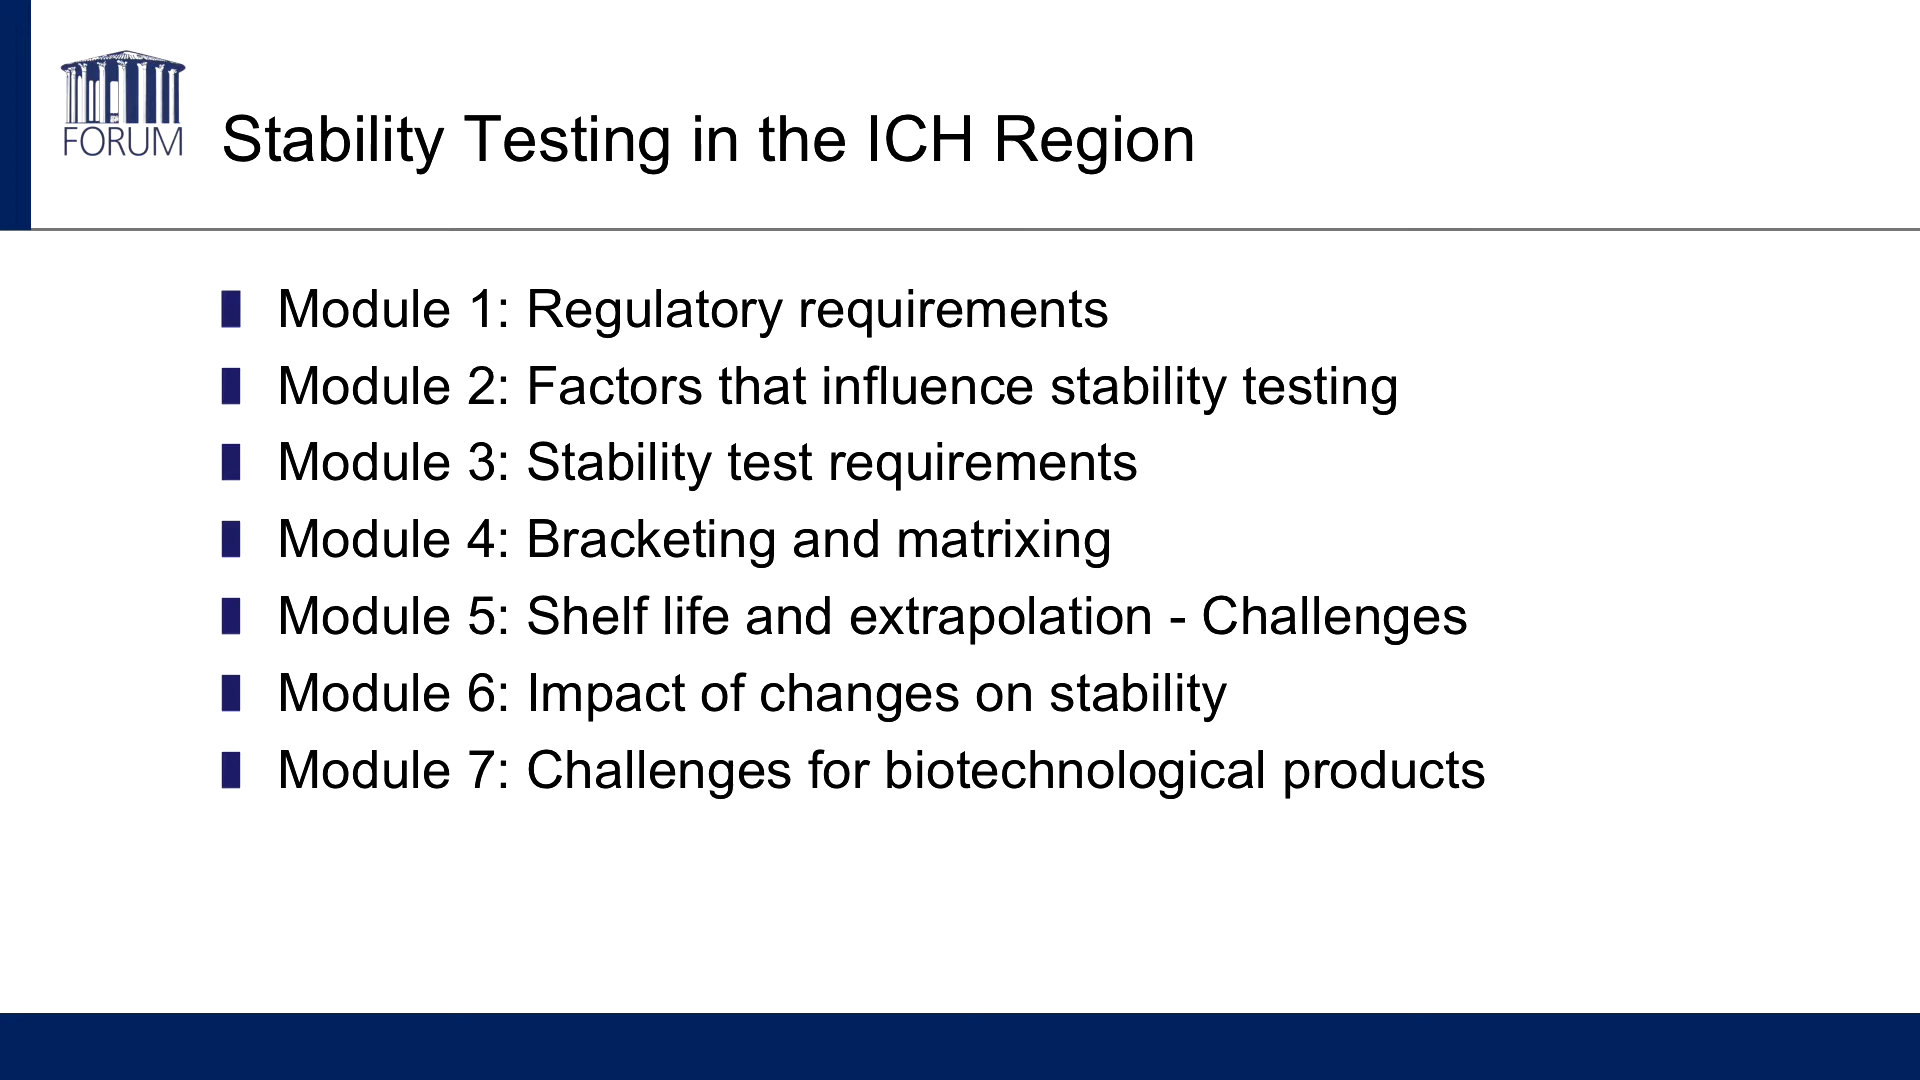 FORUM
Stability Testing in the ICH Region
Module 1: Regulatory requirements
Module 2: Factors that influence stability testing
Module 3: Stability test requirements
Module 4: Bracketing and matrixing
Module 5: Shelf life and extrapolation - Challenges
Module 6: Impact of changes on stability
Module 7: Challenges for biotechnological products